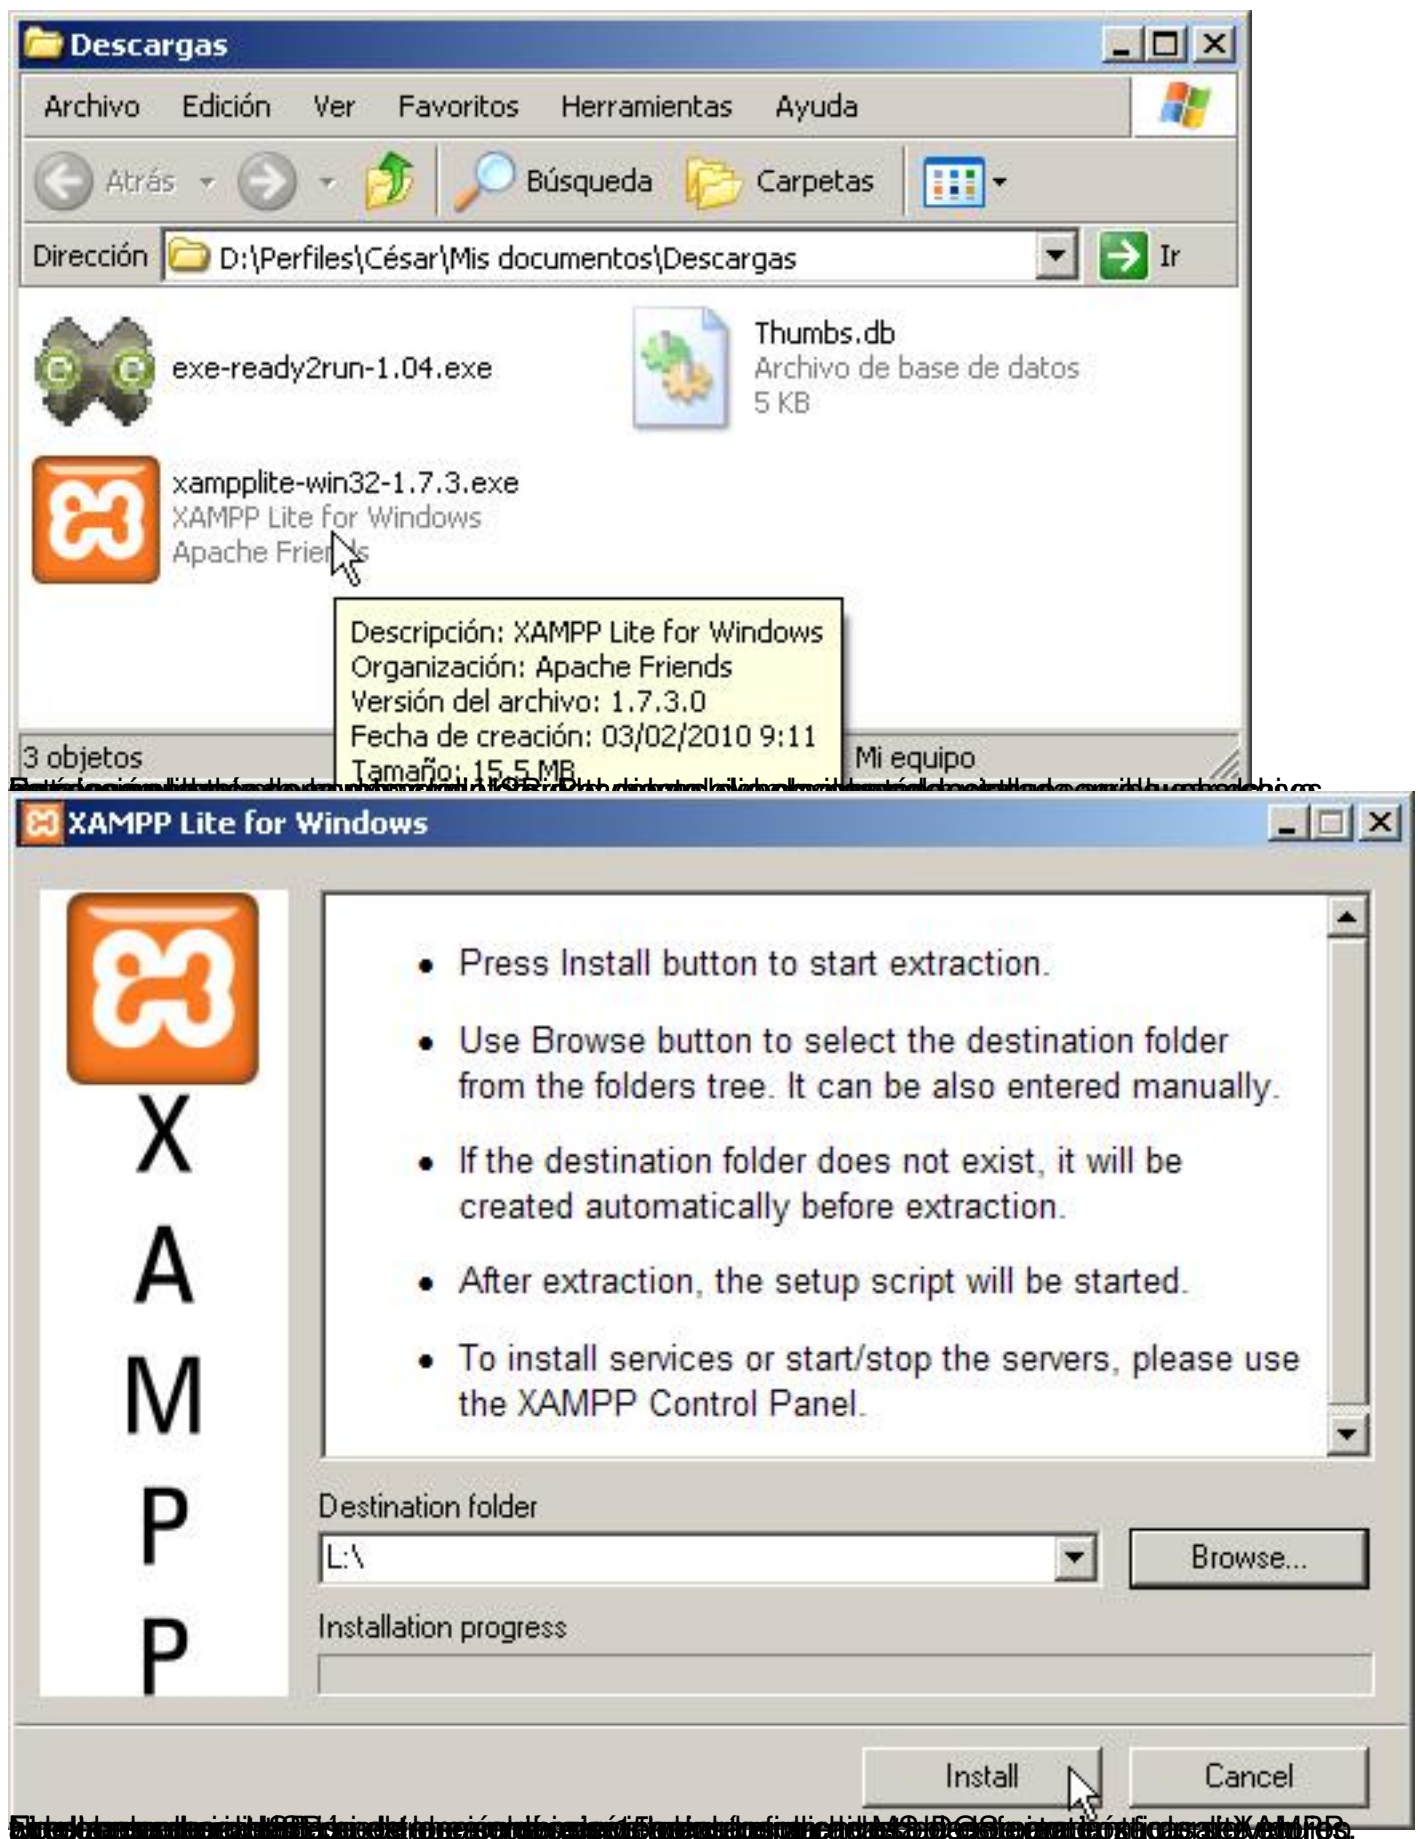 Descargas
Archivo Edición Ver Favoritos Herramientas Ayuda
Atrás Búsqueda Carpetas
Dirección D:\Perfiles\César\Mis documentos\Descargas Ir
exe-ready2run-1.04.exe
Thumbs.db
Archivo de base de datos
5 KB
xampplite-win32-1.7.3.exe
XAMPP Lite for Windows
Apache Friends
Descripción: XAMPP Lite for Windows
Organización: Apache Friends
Versión del archivo: 1.7.3.0
Fecha de creación: 03/02/2010 9:11
Tamaño: 15,5 MB
3 objetos
Mi equipo
XAMPP Lite for Windows
XAMPP
• Press Install button to start extraction.
• Use Browse button to select the destination folder
from the folders tree. It can be also entered manually.
• If the destination folder does not exist, it will be
created automatically before extraction.
• After extraction, the setup script will be started.
• To install services or start/stop the servers, please use
the XAMPP Control Panel.
Destination folder
L:\
Browse...
Installation progress
Install
Cancel